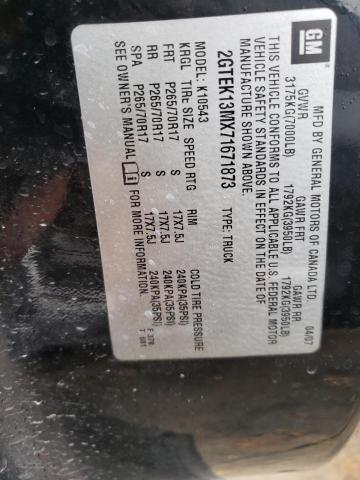 GM
MFD BY GENERAL MOTORS OF CANADA LTD.
04/07
GVWR GAWR FRT GAWR RR
3175KG(7000LB) 1792KG(3950LB) 1792KG(3950LB)
THIS VEHICLE CONFORMS TO ALL APPLICABLE U.S. FEDERAL MOTOR
VEHICLE SAFETY STANDARDS IN EFFECT ON THE DATE OF
MANUFACTURE SHOWN ABOVE.
2GTEK13MX71671873 TYPE: TRUCK
MODEL: K10543
KRGL TIRE SIZE SPEED RTG RIM COLD TIRE PRESSURE
FRT P265/70R17 S 17X7.5J 240KPA(35PSI)
RR P265/70R17 S 17X7.5J 240KPA(35PSI)
SPA P265/70R17 S 17X7.5J 240KPA(35PSI)
SEE OWNER'S MANUAL FOR MORE INFORMATION.
F 378
T 681